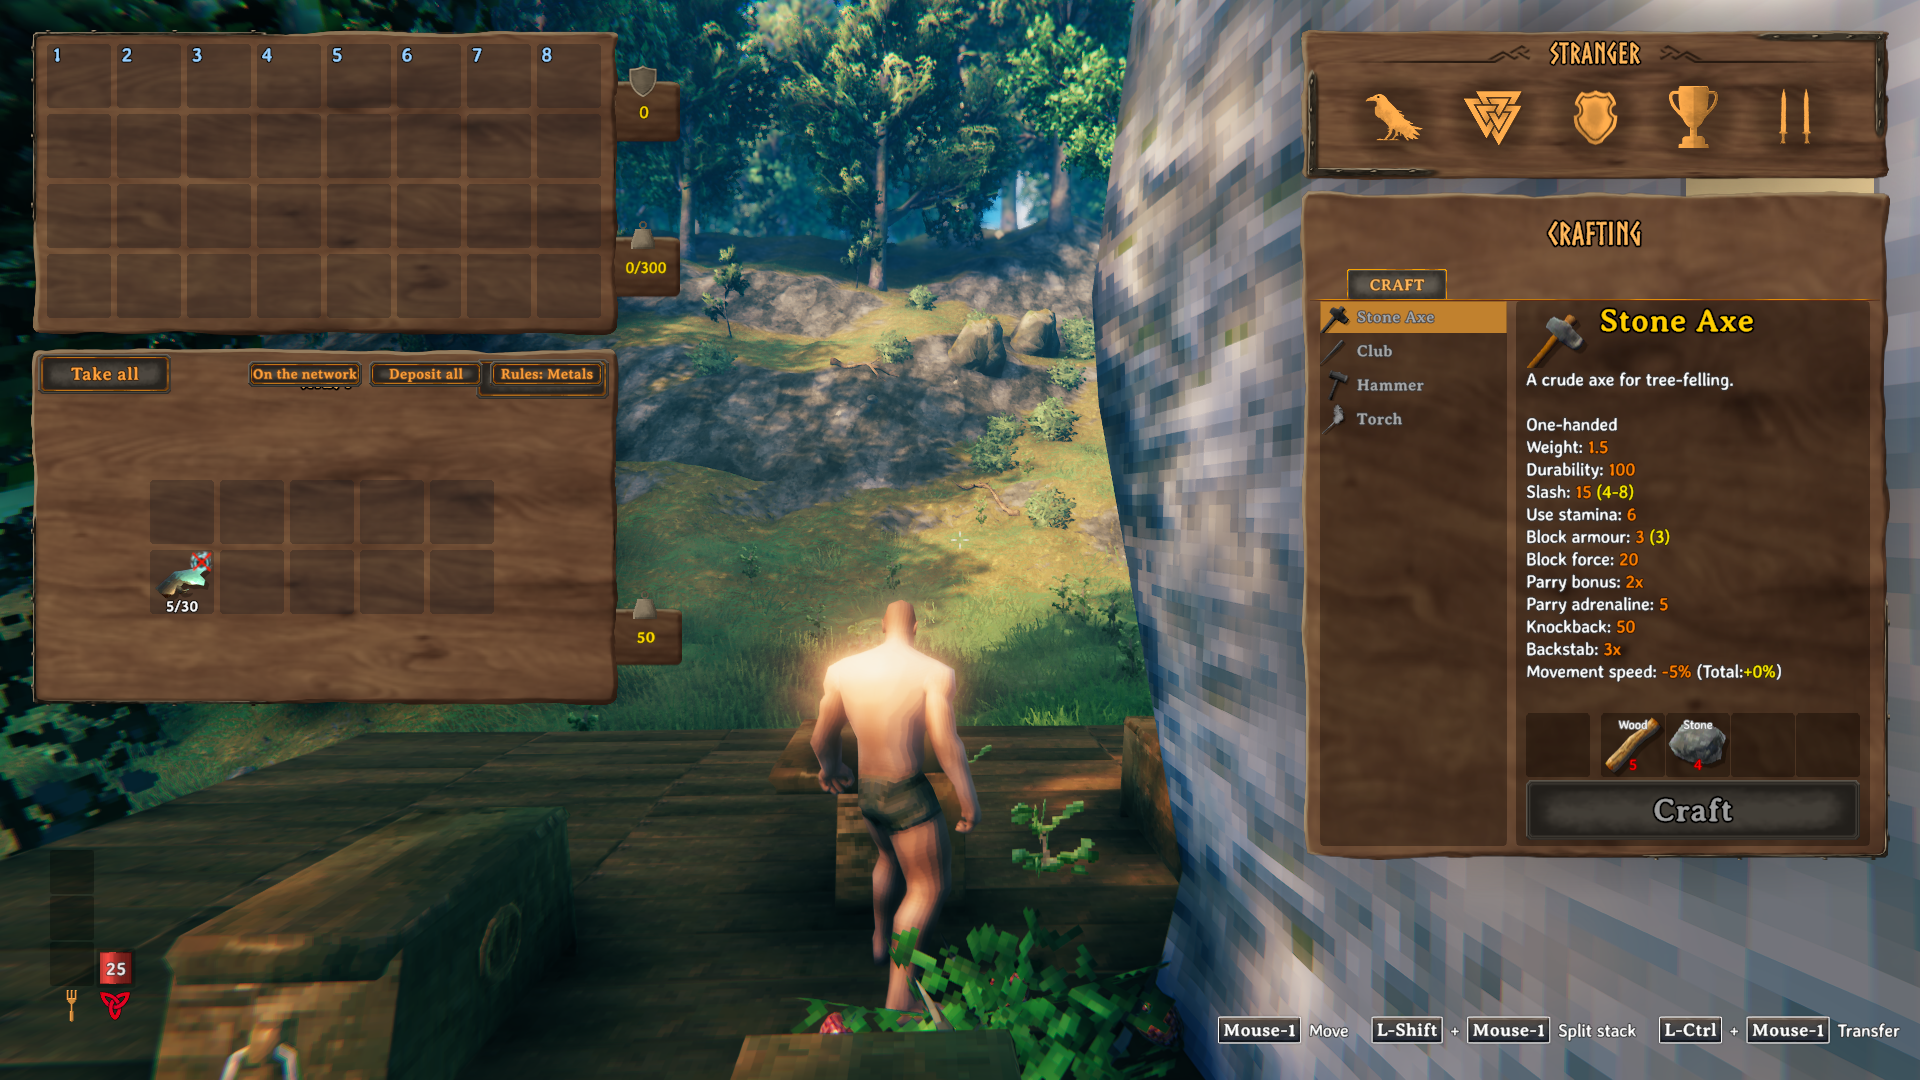 1 2 3 4 5 6 7 8
0
0/300
Take all
On the network
Deposit all
Rules: Metals
5/30
50
25
STRANGER
CRAFTING
CRAFT
Stone Axe
Club
Hammer
Torch
Stone Axe
A crude axe for tree-felling.
One-handed
Weight: 1.5
Durability: 100
Slash: 15 (4-8)
Use stamina: 6
Block armour: 3 (3)
Block force: 20
Parry bonus: 2x
Parry adrenaline: 5
Knockback: 50
Backstab: 3x
Movement speed: -5% (Total:+0%)
Wood Stone
5 4
Craft
Mouse-1 Move L-Shift + Mouse-1 Split stack L-Ctrl + Mouse-1 Transfer